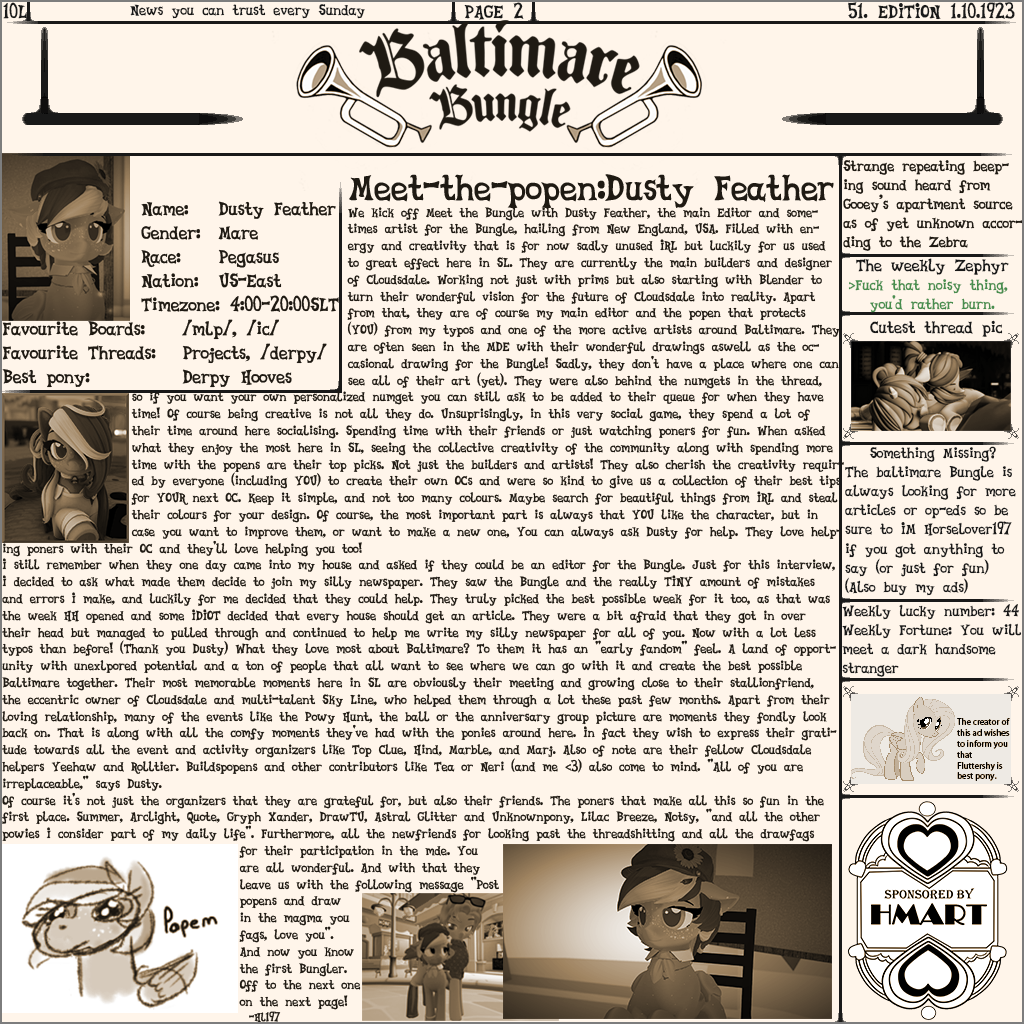 10L
News you can trust every Sunday
PAGE 2
51. EDITION 1.10.1923
Baltimare
Bungle
Name: Dusty Feather
Gender: Mare
Race: Pegasus
Nation: US-East
Timezone: 4:00-20:00SLT
Favourite Boards: /mlp/, /ic/
Favourite Threads: Projects, /derpy/
Best pony: Derpy Hooves
Meet-the-popen:Dusty Feather
We kick off Meet the Bungle with Dusty Feather, the main Editor and some-
times artist for the Bungle, hailing from New England, USA. Filled with en-
ergy and creativity that is for now sadly unused IRL but luckily for us used
to great effect here in SL. They are currently the main builders and designer
of Cloudsdale. Working not just with prims but also starting with Blender to
turn their wonderful vision for the future of Cloudsdale into reality. Apart
from that, they are of course my main editor and the popen that protects
(YOU) from my typos and one of the more active artists around Baltimare. They
are often seen in the MDE with their wonderful drawings aswell as the oc-
casional drawing for the Bungle! Sadly, they don't have a place where one can
see all of their art (yet). They were also behind the numgets in the thread,
so if you want your own personalized numget you can still ask to be added to their queue for when they have
time! Of course being creative is not all they do. Unsuprisingly, in this very social game, they spend a lot of
their time around here socialising. Spending time with their friends or just watching poners for fun. When asked
what they enjoy the most here in SL, seeing the collective creativity of the community along with spending more
time with the popens are their top picks. Not just the builders and artists! They also cherish the creativity requir-
ed by everyone (including YOU) to create their own OCs and were so kind to give us a collection of their best tips
for YOUR next OC. Keep it simple, and not too many colours. Maybe search for beautiful things from IRL and steal
their colours for your design. Of course, the most important part is always that YOU like the character, but in
case you want to improve them, or want to make a new one, You can always ask Dusty for help. They love help-
ing poners with their OC and they'll love helping you too!
I still remember when they one day came into my house and asked if they could be an editor for the Bungle. Just for this interview,
I decided to ask what made them decide to join my silly newspaper. They saw the Bungle and the really TINY amount of mistakes
and errors I make, and luckily for me decided that they could help. They truly picked the best possible week for it too, as that was
the week HH opened and some IDIOT decided that every house should get an article. They were a bit afraid that they got in over
their head but managed to pulled through and continued to help me write my silly newspaper for all of you. Now with a lot less
typos than before! (Thank you Dusty) What they love most about Baltimare? To them it has an "early fandom" feel. A land of opport-
unity with unexlpored potential and a ton of people that all want to see where we can go with it and create the best possible
Baltimare together. Their most memorable moments here in SL are obviously their meeting and growing close to their stallionfriend,
the eccentric owner of Cloudsdale and multi-talent Sky Line, who helped them through a lot these past few months. Apart from their
loving relationship, many of the events like the Powy Hunt, the ball or the anniversary group picture are moments they fondly look
back on. That is along with all the comfy moments they've had with the ponies around here. In fact they wish to express their grati-
tude towards all the event and activity organizers like Top Clue, Hind, Marble, and Marj. Also of note are their fellow Cloudsdale
helpers Yeehaw and Rolltier. Buildspopens and other contributors like Tea or Neri (and me <3) also come to mind. "All of you are
irreplaceable," says Dusty.
Of course it's not just the organizers that they are grateful for, but also their friends. The poners that make all this so fun in the
first place. Summer, Arclight, Quote, Gryph Xander, DrawTV, Astral Glitter and Unknownpony, Lilac Breeze, Notsy, "and all the other
powies I consider part of my daily life". Furthermore, all the newfriends for looking past the threadshitting and all the drawfags
for their participation in the mde. You
are all wonderful. And with that they
leave us with the following message "Post
popens and draw
in the magma you
fags, love you".
And now you know
the first Bungler.
Off to the next one
on the next page!
-HL197
Popem
Strange repeating beep-
ing sound heard from
Gooey's apartment source
as of yet unknown accor-
ding to the Zebra
The weekly Zephyr
>Fuck that noisy thing,
you'd rather burn.
Cutest thread pic
Something Missing?
The baltimare Bungle is
always looking for more
articles or op-eds so be
sure to IM Horselover197
if you got anything to
say (or just for fun)
(Also buy my ads)
Weekly lucky number: 44
Weekly Fortune: You will
meet a dark handsome
stranger
The creator of
this ad wishes
to inform you
that
Fluttershy is
best pony.
SPONSORED BY
HMART